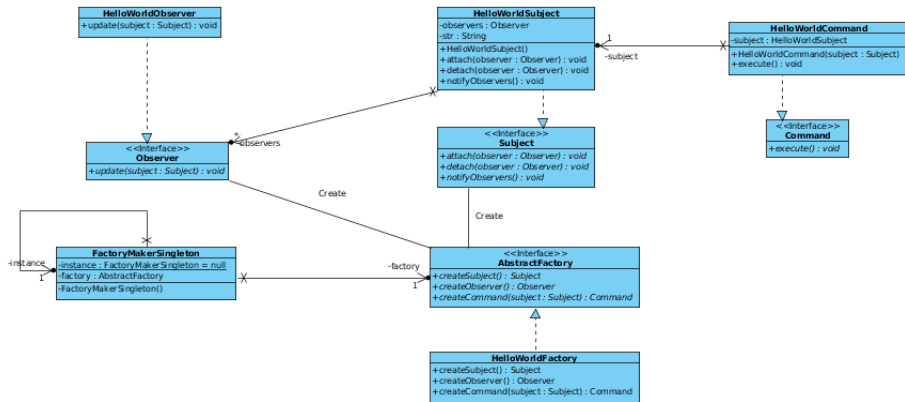 HelloWorldObserver
+update(subject : Subject) : void
HelloWorldSubject
-observers : Observer
-str : String
+HelloWorldSubject()
+attach(observer : Observer) : void
+detach(observer : Observer) : void
+notifyObservers() : void
1
-subject
HelloWorldCommand
-subject : HelloWorldSubject
+HelloWorldCommand(subject : Subject)
+execute() : void
*
-observers
<<Interface>>
Observer
+update(subject : Subject) : void
<<Interface>>
Subject
+attach(observer : Observer) : void
+detach(observer : Observer) : void
+notifyObservers() : void
<<Interface>>
Command
+execute() : void
Create
Create
-instance
1
FactoryMakerSingleton
-instance : FactoryMakerSingleton = null
-factory : AbstractFactory
-FactoryMakerSingleton()
-factory
1
<<Interface>>
AbstractFactory
+createSubject() : Subject
+createObserver() : Observer
+createCommand(subject : Subject) : Command
HelloWorldFactory
+createSubject() : Subject
+createObserver() : Observer
+createCommand(subject : Subject) : Command